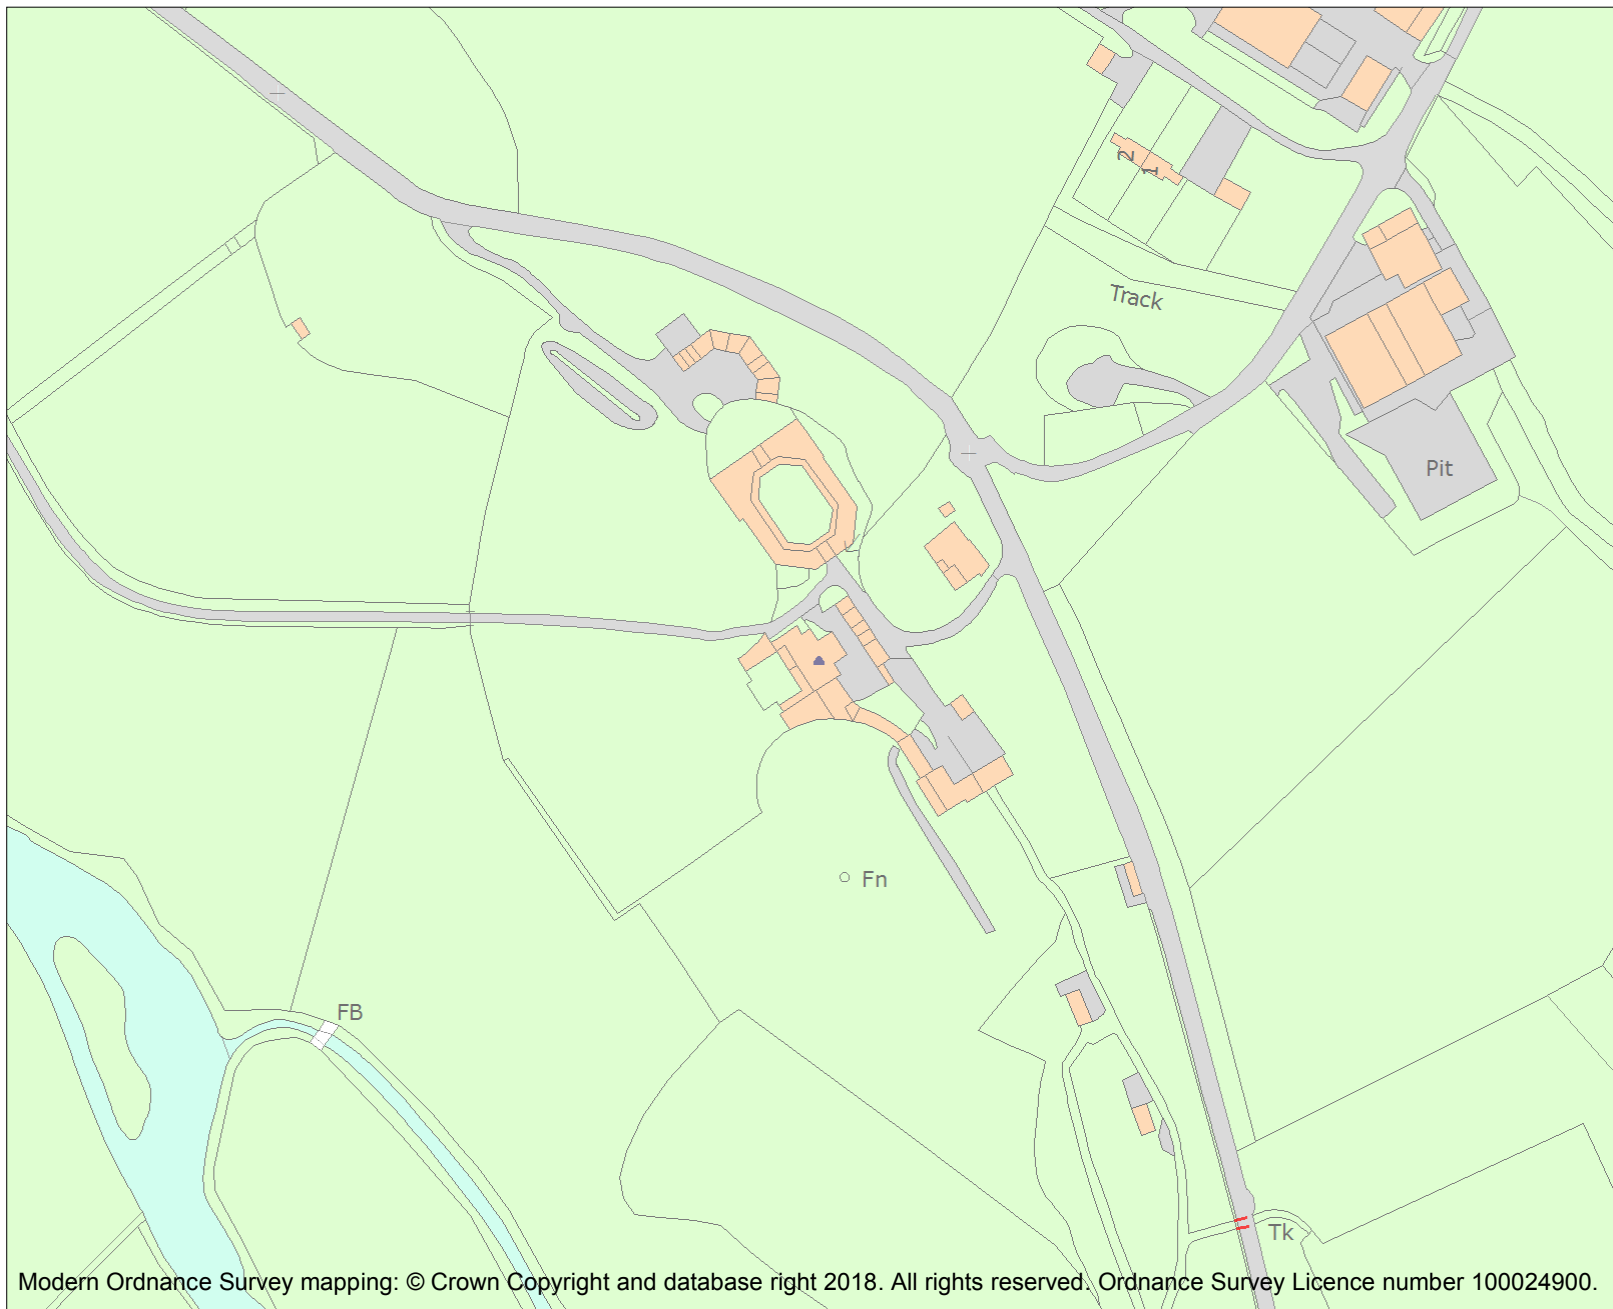 2
1
Track
Pit
Fn
FB
Tk
Modern Ordnance Survey mapping: © Crown Copyright and database right 2018. All rights reserved. Ordnance Survey Licence number 100024900.